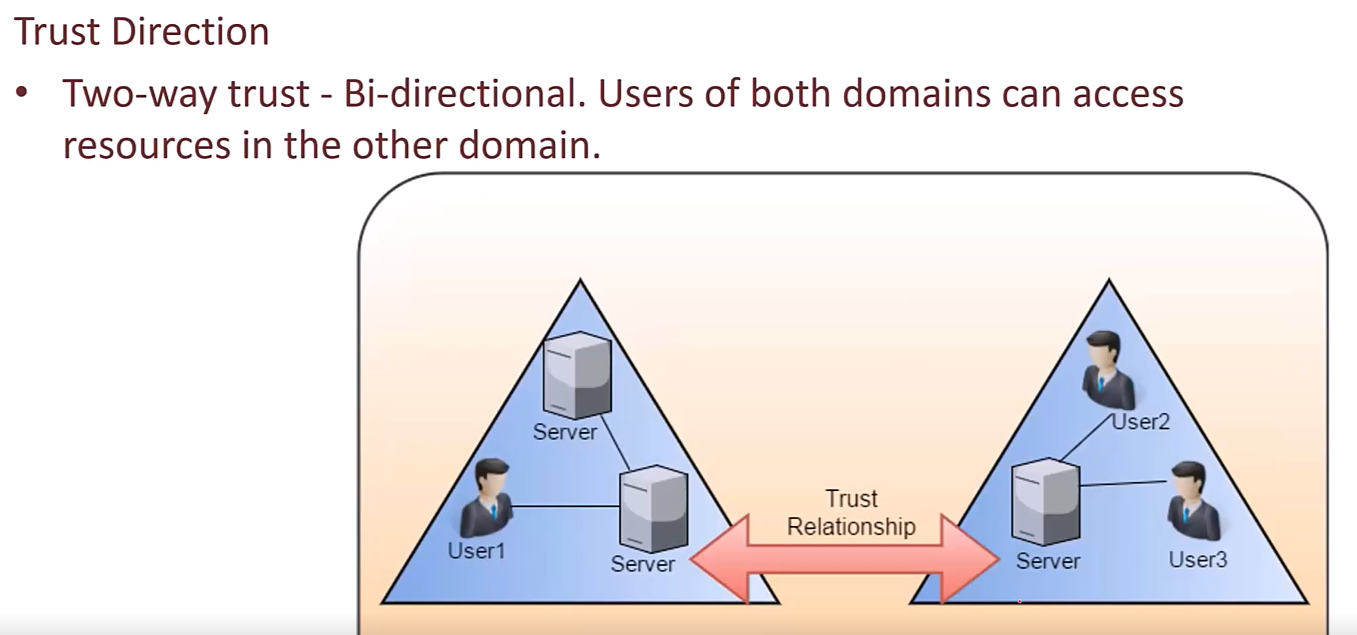 Trust Direction
• Two-way trust - Bi-directional. Users of both domains can access
resources in the other domain.
Server
User1
Server
Trust
Relationship
User2
Server
User3